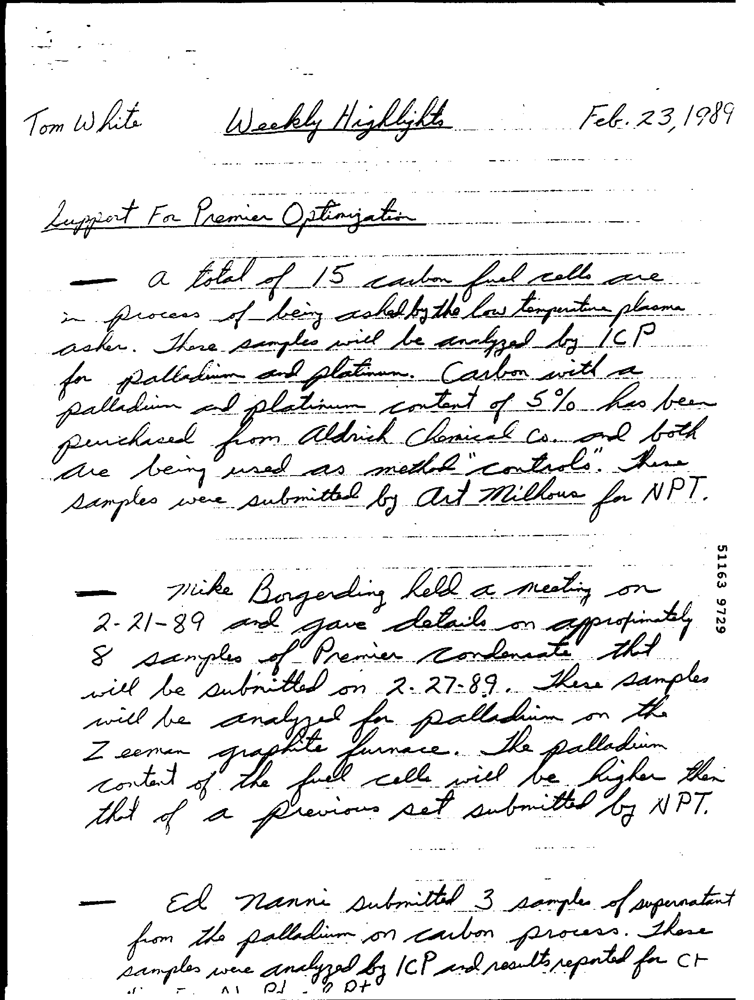 Tom White Weekly Highlights Feb. 23, 1989
Support For Premier Optimization
— a total of 15 carbon fuel cells are
in process of being ashed by the low temperature plasma
asher. These samples will be analyzed by ICP
for palladium and platinum. Carbon with a
palladium and platinum content of 5% has been
purchased from Aldrich Chemical Co. and both
are being used as method "controls". These
samples were submitted by Art Milhous for NPT.
— Mike Borgerding held a meeting on
2-21-89 and gave details on approximately
8 samples of Premier condensate that
will be submitted on 2-27-89. These samples
will be analyzed for palladium on the
Zeeman graphite furnace. The palladium
content of the fuel cells will be higher then
that of a previous set submitted by NPT.
51163 9729
— Ed Nanni submitted 3 samples of supernatant
from the palladium on carbon process. These
samples were analyzed by ICP and results reported for Cr